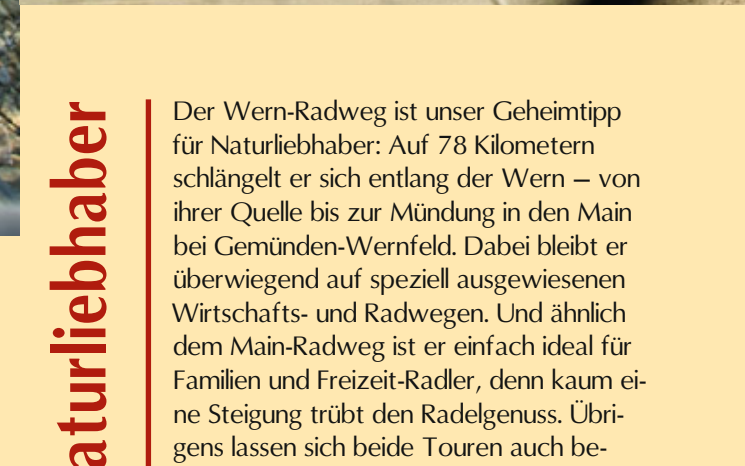 aturliebhaber
Der Wern-Radweg ist unser Geheimtipp
für Naturliebhaber: Auf 78 Kilometern
schlängelt er sich entlang der Wern – von
ihrer Quelle bis zur Mündung in den Main
bei Gemünden-Wernfeld. Dabei bleibt er
überwiegend auf speziell ausgewiesenen
Wirtschafts- und Radwegen. Und ähnlich
dem Main-Radweg ist er einfach ideal für
Familien und Freizeit-Radler, denn kaum ei-
ne Steigung trübt den Radelgenuss. Übri-
gens lassen sich beide Touren auch be-